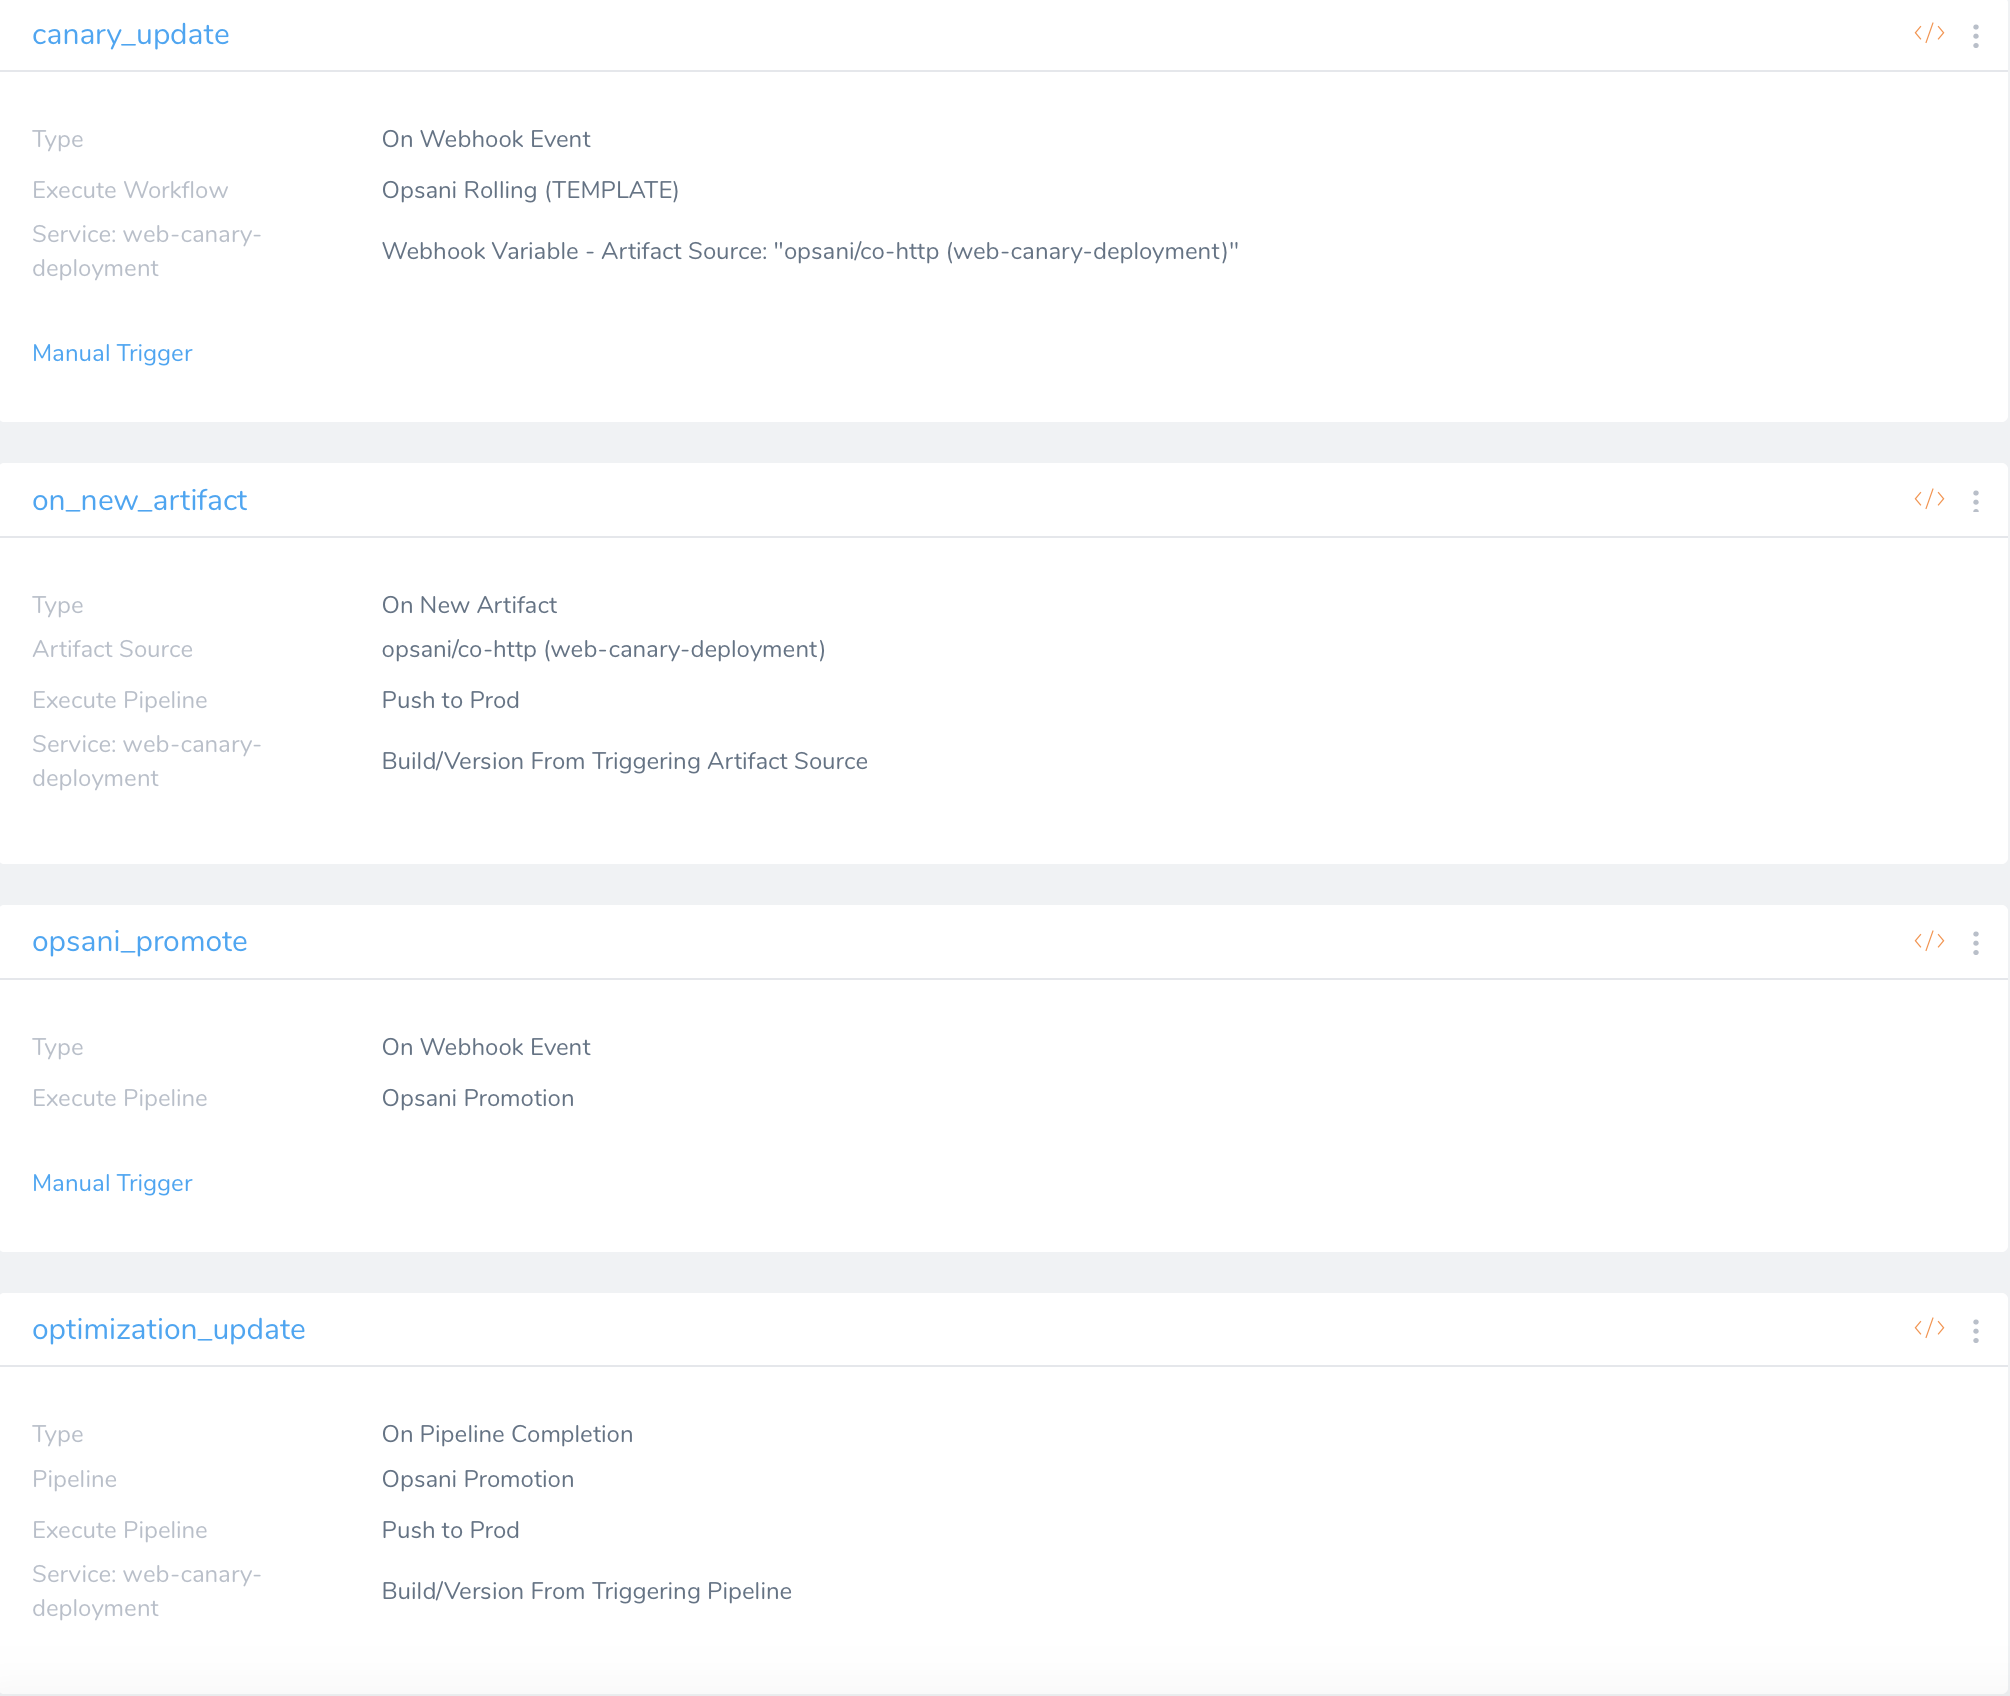 canary_update
</>
Type On Webhook Event
Execute Workflow Opsani Rolling (TEMPLATE)
Service: web-canary-
deployment
Webhook Variable - Artifact Source: "opsani/co-http (web-canary-deployment)"
Manual Trigger
on_new_artifact
</>
Type On New Artifact
Artifact Source opsani/co-http (web-canary-deployment)
Execute Pipeline Push to Prod
Service: web-canary-
deployment
Build/Version From Triggering Artifact Source
opsani_promote
</>
Type On Webhook Event
Execute Pipeline Opsani Promotion
Manual Trigger
optimization_update
</>
Type On Pipeline Completion
Pipeline Opsani Promotion
Execute Pipeline Push to Prod
Service: web-canary-
deployment
Build/Version From Triggering Pipeline